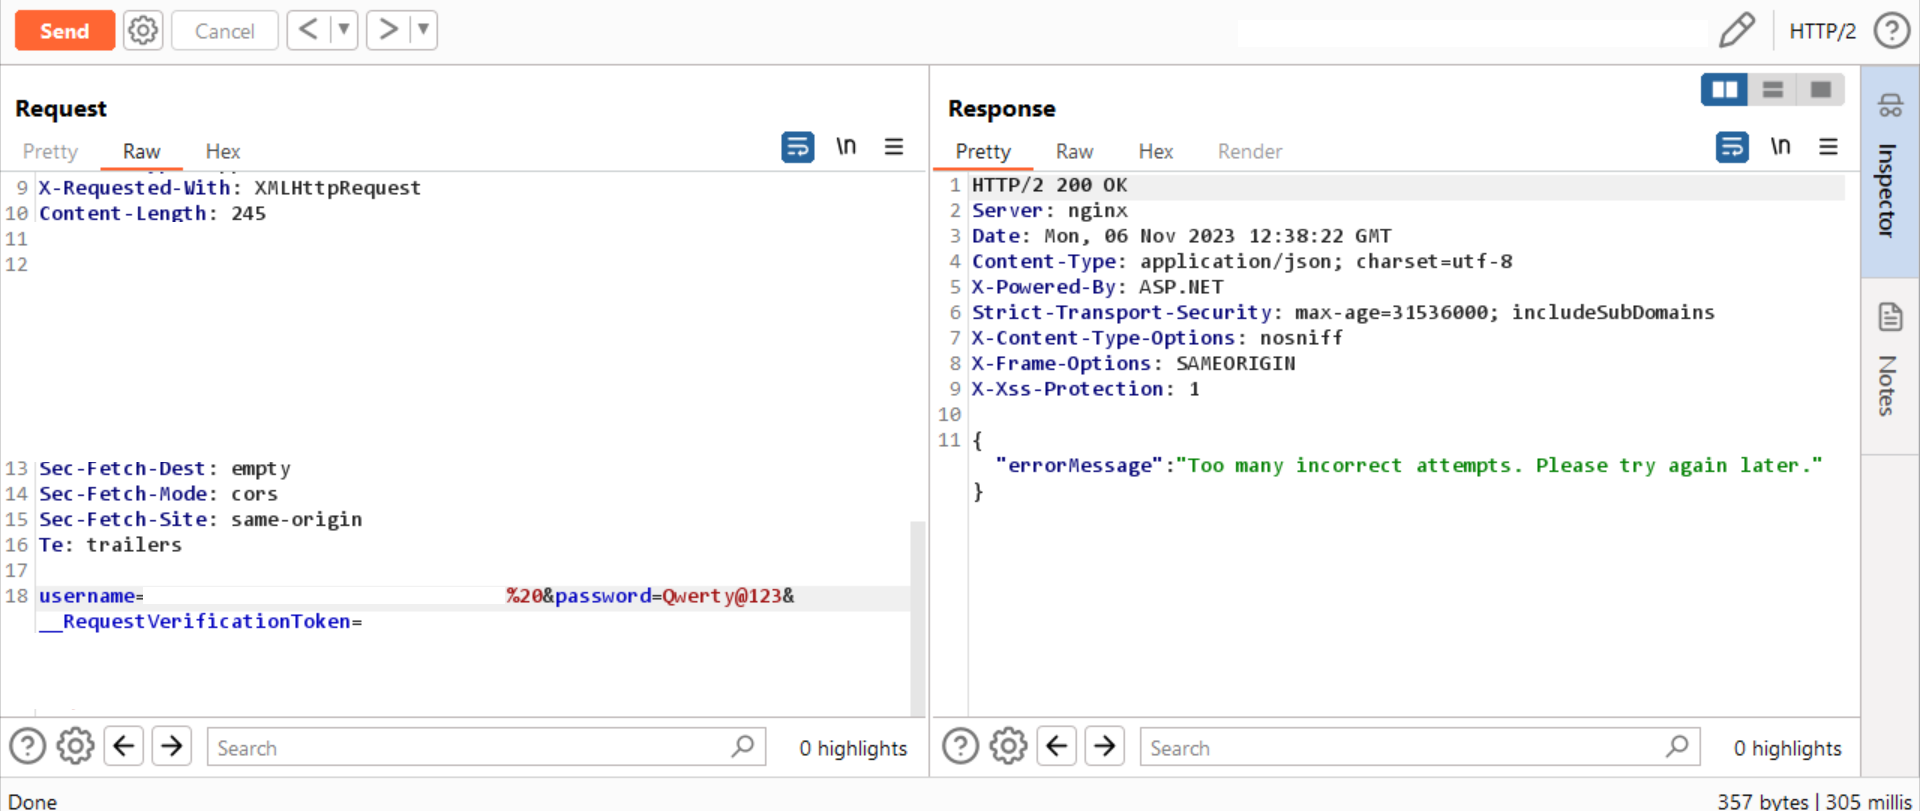 Send
Cancel
HTTP/2
Request
Pretty
Raw
Hex
\n
9 X-Requested-With: XMLHttpRequest
10 Content-Length: 245
11
12
13 Sec-Fetch-Dest: empty
14 Sec-Fetch-Mode: cors
15 Sec-Fetch-Site: same-origin
16 Te: trailers
17
18 username= %20&password=Qwerty@123&
__RequestVerificationToken=
Search
0 highlights
Response
Pretty
Raw
Hex
Render
\n
1 HTTP/2 200 OK
2 Server: nginx
3 Date: Mon, 06 Nov 2023 12:38:22 GMT
4 Content-Type: application/json; charset=utf-8
5 X-Powered-By: ASP.NET
6 Strict-Transport-Security: max-age=31536000; includeSubDomains
7 X-Content-Type-Options: nosniff
8 X-Frame-Options: SAMEORIGIN
9 X-Xss-Protection: 1
10
11 {
"errorMessage":"Too many incorrect attempts. Please try again later."
}
Search
0 highlights
Inspector
Notes
Done
357 bytes | 305 millis